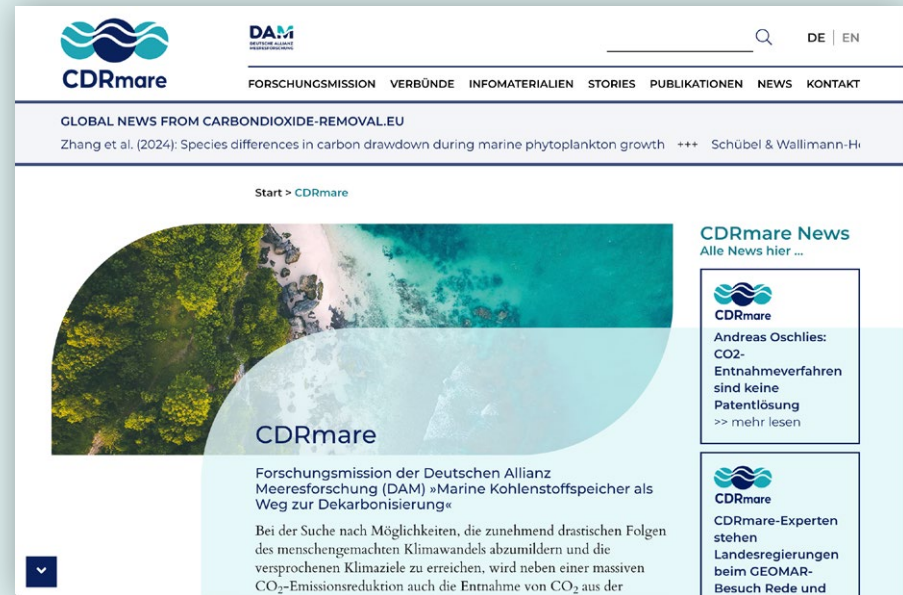 CDRmare
DAM
DEUTSCHE ALLIANZ
MEERESFORSCHUNG
DE | EN
FORSCHUNGSMISSION VERBÜNDE INFOMATERIALIEN STORIES PUBLIKATIONEN NEWS KONTAKT
GLOBAL NEWS FROM CARBONDIOXIDE-REMOVAL.EU
Zhang et al. (2024): Species differences in carbon drawdown during marine phytoplankton growth +++ Schübel & Wallimann-He
Start > CDRmare
CDRmare
Forschungsmission der Deutschen Allianz
Meeresforschung (DAM) »Marine Kohlenstoffspeicher als
Weg zur Dekarbonisierung«
Bei der Suche nach Möglichkeiten, die zunehmend drastischen Folgen
des menschengemachten Klimawandels abzumildern und die
versprochenen Klimaziele zu erreichen, wird neben einer massiven
CO₂-Emissionsreduktion auch die Entnahme von CO₂ aus der
CDRmare News
Alle News hier ...
CDRmare
Andreas Oschlies:
CO2-
Entnahmeverfahren
sind keine
Patentlösung
>> mehr lesen
CDRmare
CDRmare-Experten
stehen
Landesregierungen
beim GEOMAR-
Besuch Rede und